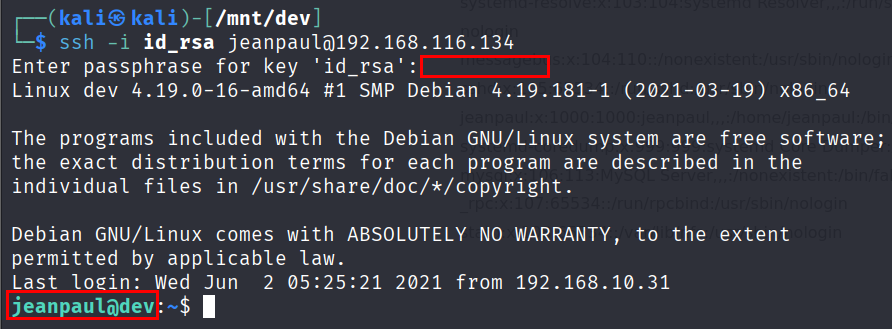 ┌──(kali㉿kali)-[/mnt/dev]
└─$ ssh -i id_rsa jeanpaul@192.168.116.134
Enter passphrase for key 'id_rsa':
Linux dev 4.19.0-16-amd64 #1 SMP Debian 4.19.181-1 (2021-03-19) x86_64

The programs included with the Debian GNU/Linux system are free software;
the exact distribution terms for each program are described in the
individual files in /usr/share/doc/*/copyright.

Debian GNU/Linux comes with ABSOLUTELY NO WARRANTY, to the extent
permitted by applicable law.
Last login: Wed Jun  2 05:25:21 2021 from 192.168.10.31
jeanpaul@dev:~$